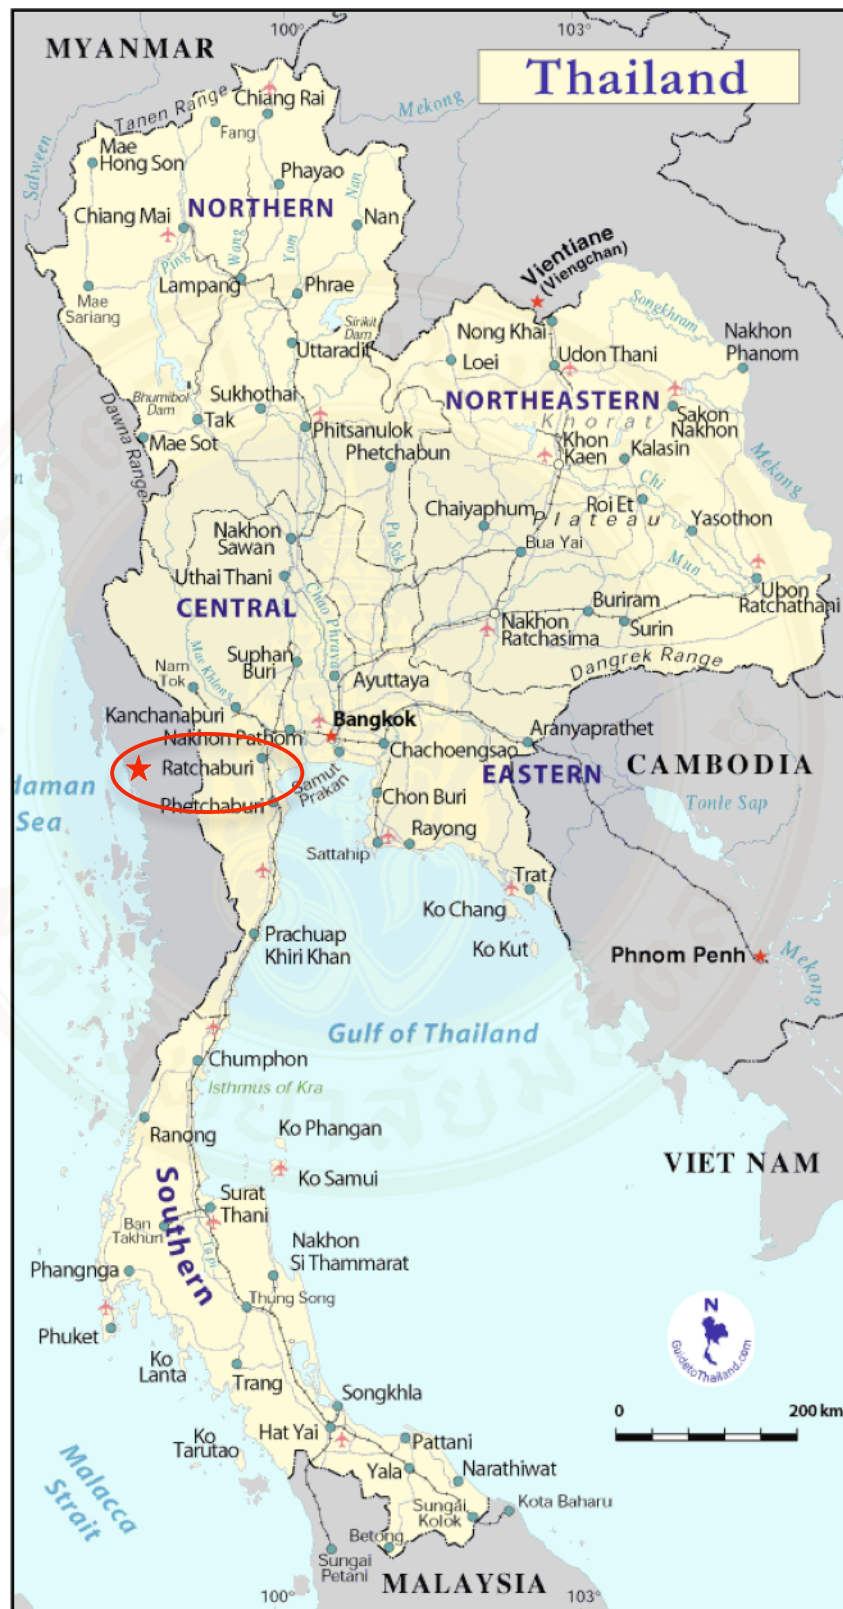 100°
103°
MYANMAR
Thailand
Tanen Range
Chiang Rai
Mekong
Fang
Salween
Mae
Hong Son
Phayao
Nan
NORTHERN
Chiang Mai
Nan
Wang
Yom
Ping
Vientiane
(Viengchan)
Lampang
Phrae
Mae
Sariang
Songkhram
Sirikit
Dam
Nong Khai
Nakhon
Phanom
Uttaradit
Loei
Udon Thani
Bhumibol
Dam
Sukhothai
NORTHEASTERN
Dawna Range
Tak
Sakon
Nakhon
Khorat
Phitsanulok
Mae Sot
Khon
Kaen
Kalasin
Mekong
Phetchabun
Chi
Chaiyaphum
Roi Et
Plateau
Yasothon
Nakhon
Sawan
Pa Sak
Bua Yai
Mun
Uthai Thani
Ubon
Ratchathani
CENTRAL
Chao Phraya
Buriram
Nakhon
Ratchasima
Surin
Mae Khlong
Suphan
Buri
Dangrek Range
Nam
Tok
Ayuttaya
Kanchanaburi
Bangkok
Aranyaprathet
Nakhon Pathom
Chachoengsao
Ratchaburi
EASTERN
CAMBODIA
Samut
Prakan
daman
Sea
Phetchaburi
Chon Buri
Tonle Sap
Rayong
Sattahip
Trat
Ko Chang
Prachuap
Khiri Khan
Ko Kut
Phnom Penh
Mekong
Gulf of Thailand
Chumphon
Isthmus of Kra
Ranong
Ko Phangan
VIET NAM
Ko Samui
Southern
Surat
Thani
Ban
Takhun
Tapi
Nakhon
Si Thammarat
Phangnga
Thung Song
N
GuidetoThailand.com
Phuket
Ko
Lanta
Trang
Songkhla
0
200 km
Hat Yai
Ko
Tarutao
Pattani
Malacca
Strait
Yala
Narathiwat
Sungai
Kolok
Kota Baharu
Betong
Sungai
Petani
MALAYSIA
100°
103°